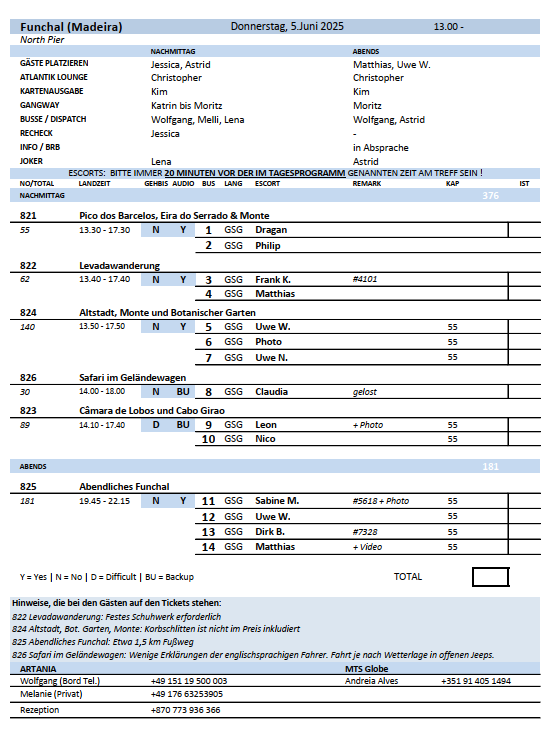 Funchal (Madeira) Donnerstag, 5.Juni 2025 13.00 -
North Pier
NACHMITTAG ABENDS
GÄSTE PLATZIEREN Jessica, Astrid Matthias, Uwe W.
ATLANTIK LOUNGE Christopher Christopher
KARTENAUSGABE Kim Kim
GANGWAY Katrin bis Moritz Moritz
BUSSE / DISPATCH Wolfgang, Melli, Lena Wolfgang, Astrid
RECHECK Jessica -
INFO / BRB in Absprache
JOKER Lena Astrid
ESCORTS: BITTE IMMER 20 MINUTEN VOR DER IM TAGESPROGRAMM GENANNTEN ZEIT AM TREFF SEIN !
NO/TOTAL LANDZEIT GEHBIS AUDIO BUS LANG ESCORT REMARK KAP IST
NACHMITTAG 376
821 Pico dos Barcelos, Eira do Serrado & Monte
55 13.30 - 17.30 N Y 1 GSG Dragan
2 GSG Philip
822 Levadawanderung
62 13.40 - 17.40 N Y 3 GSG Frank K. #4101
4 GSG Matthias
824 Altstadt, Monte und Botanischer Garten
140 13.50 - 17.50 N Y 5 GSG Uwe W. 55
6 GSG Photo 55
7 GSG Uwe N. 55
826 Safari im Geländewagen
30 14.00 - 18.00 N BU 8 GSG Claudia gelost
823 Câmara de Lobos und Cabo Girao
89 14.10 - 17.40 D BU 9 GSG Leon + Photo 55
10 GSG Nico 55
ABENDS 181
825 Abendliches Funchal
181 19.45 - 22.15 N Y 11 GSG Sabine M. #5618 + Photo 55
12 GSG Uwe W. 55
13 GSG Dirk B. #7328 55
14 GSG Matthias + Video 55
Y = Yes | N = No | D = Difficult | BU = Backup TOTAL
Hinweise, die bei den Gästen auf den Tickets stehen:
822 Levadawanderung: Festes Schuhwerk erforderlich
824 Altstadt, Bot. Garten, Monte: Korbschlitten ist nicht im Preis inkludiert
825 Abendliches Funchal: Etwa 1,5 km Fußweg
826 Safari im Geländewagen: Wenige Erklärungen der englischsprachigen Fahrer. Fahrt je nach Wetterlage in offenen Jeeps.
ARTANIA MTS Globe
Wolfgang (Bord Tel.) +49 151 19 500 003 Andreia Alves +351 91 405 1494
Melanie (Privat) +49 176 63253905
Rezeption +870 773 936 366